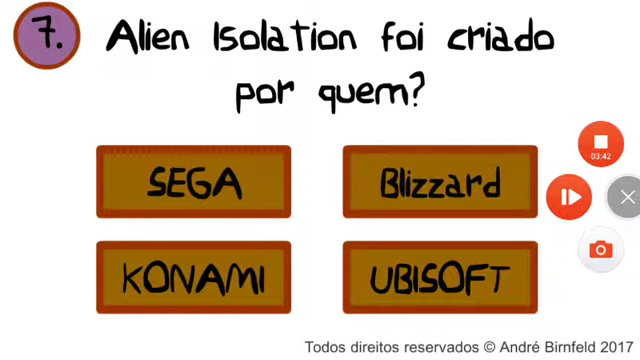 7.
Alien Isolation foi criado
por quem?
SEGA
Blizzard
03:42
KONAMI
UBISOFT
Todos direitos reservados © André Birnfeld 2017